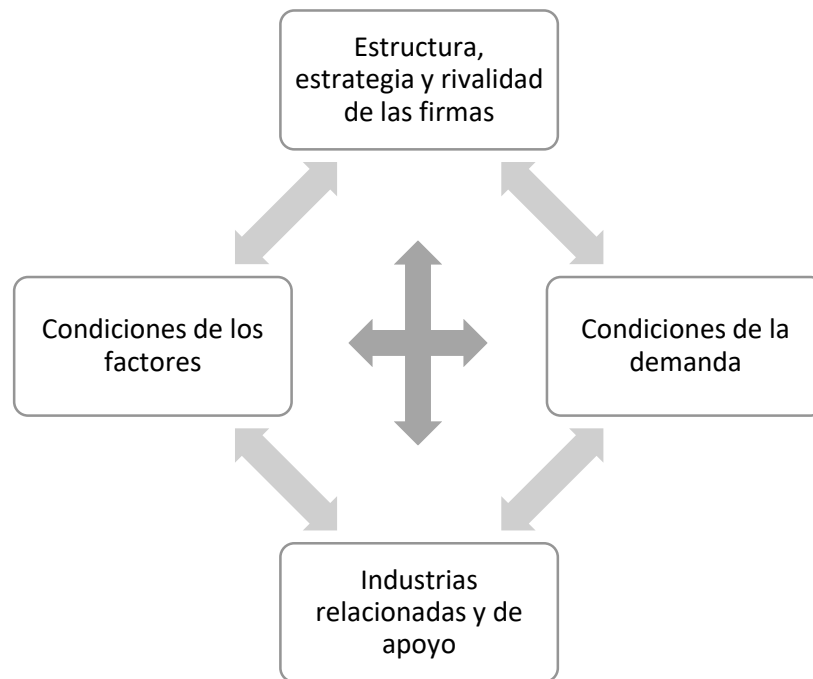 Estructura,
estrategia y rivalidad
de las firmas
Condiciones de los
factores
Condiciones de la
demanda
Industrias
relacionadas y de
apoyo